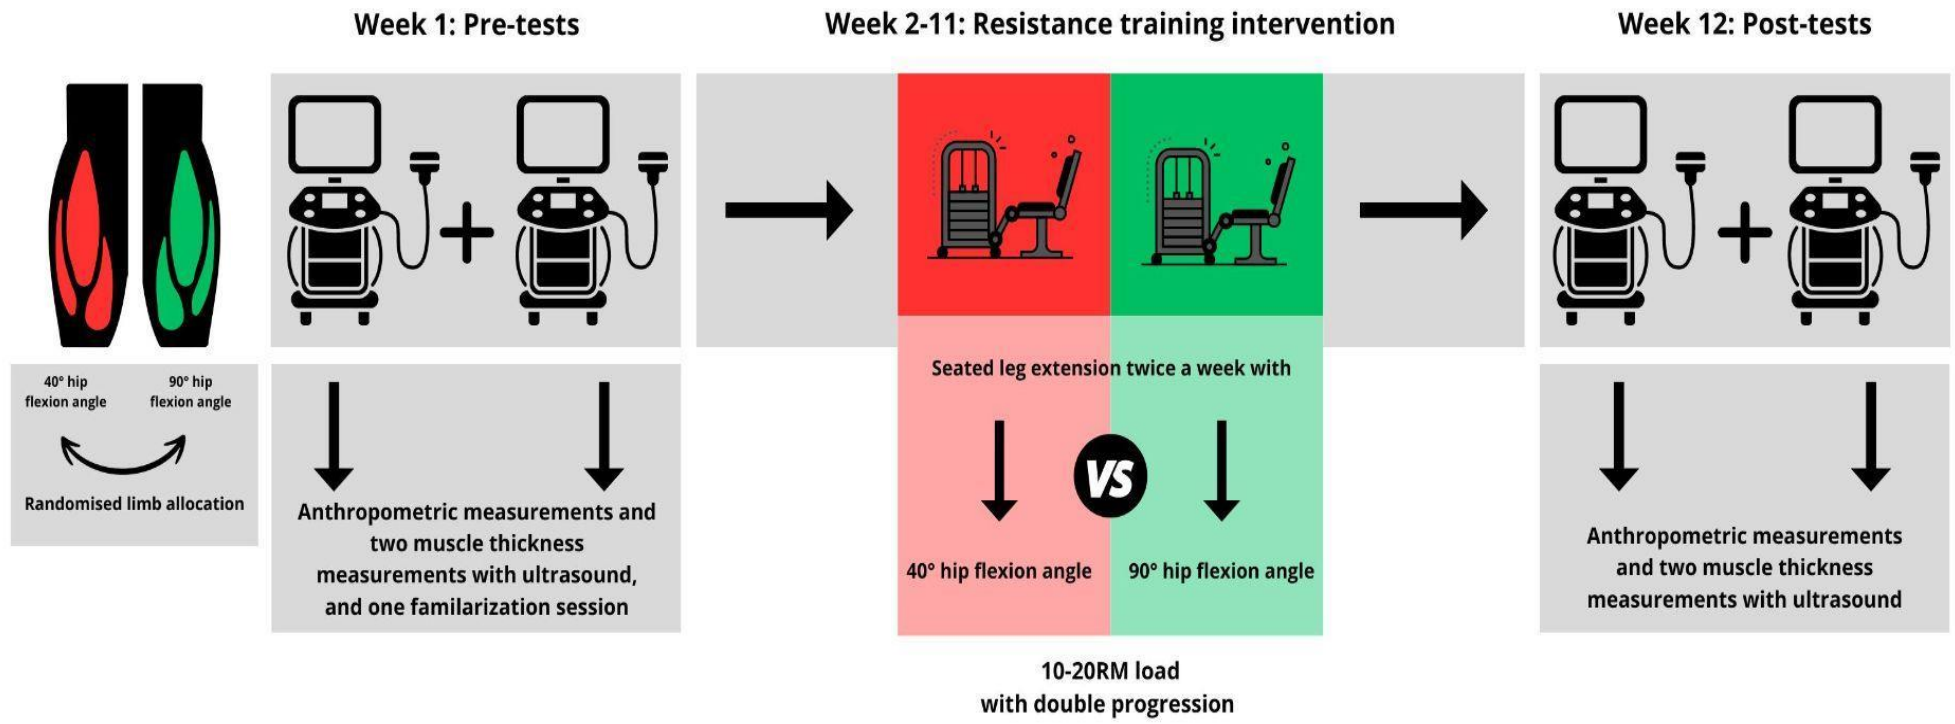 Week 1: Pre-tests
Week 2-11: Resistance training intervention
Week 12: Post-tests
40° hip
flexion angle
90° hip
flexion angle
Randomised limb allocation
Anthropometric measurements and
two muscle thickness
measurements with ultrasound,
and one familarization session
Seated leg extension twice a week with
VS
40° hip flexion angle
90° hip flexion angle
10-20RM load
with double progression
Anthropometric measurements
and two muscle thickness
measurements with ultrasound